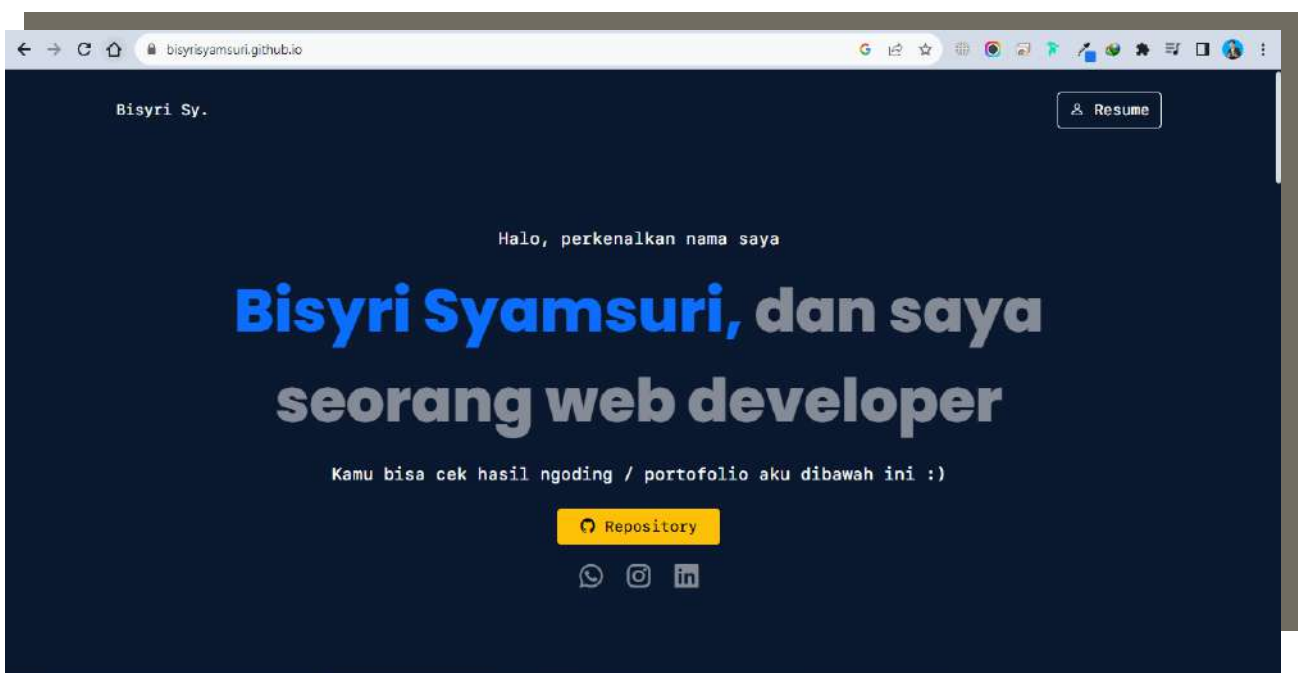 bisyrisyamsuri.github.io
Bisyri Sy.
Resume
Halo, perkenalkan nama saya
Bisyri Syamsuri, dan saya
seorang web developer
Kamu bisa cek hasil ngoding / portofolio aku dibawah ini :)
Repository